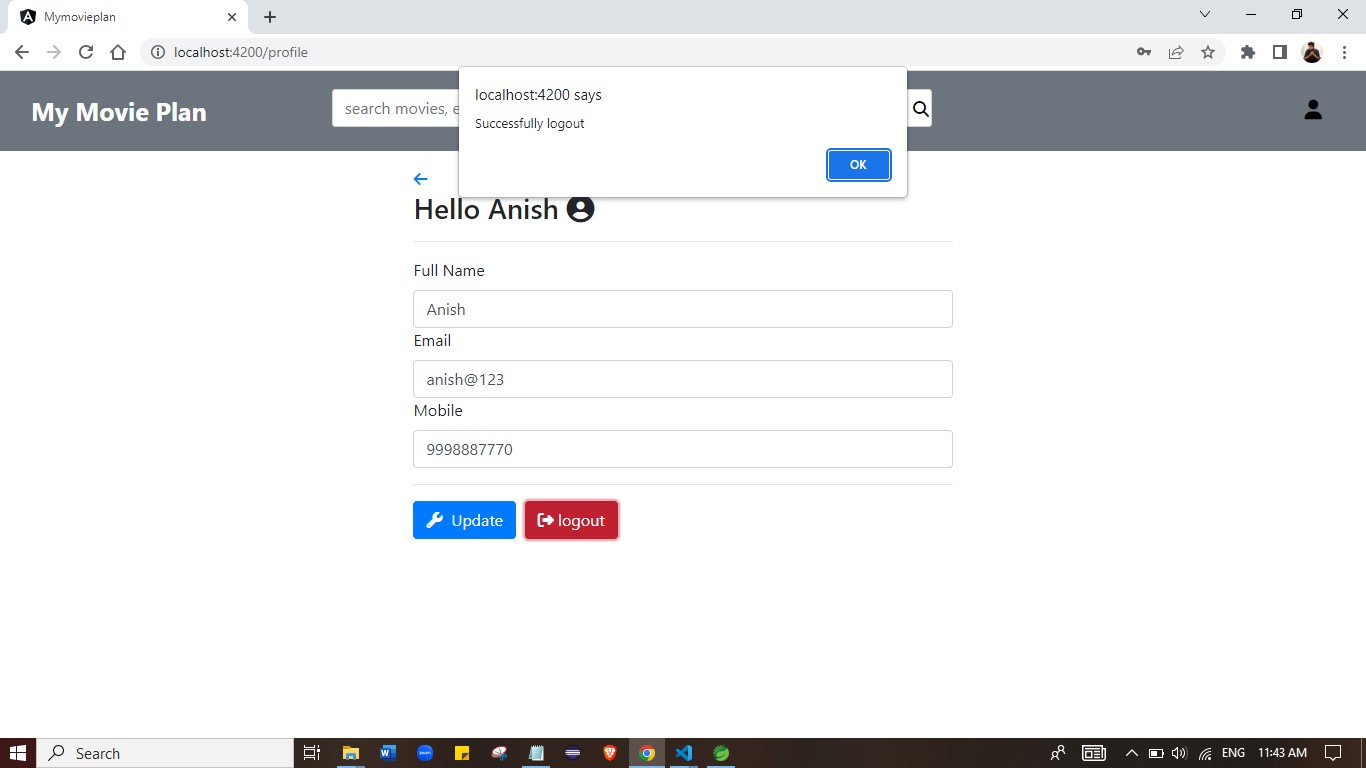 Mymovieplan
localhost:4200/profile
localhost:4200 says
Successfully logout
OK
My Movie Plan
search movies, e
Hello Anish
Full Name
Anish
Email
anish@123
Mobile
9998887770
Update
logout
Search
ENG
11:43 AM